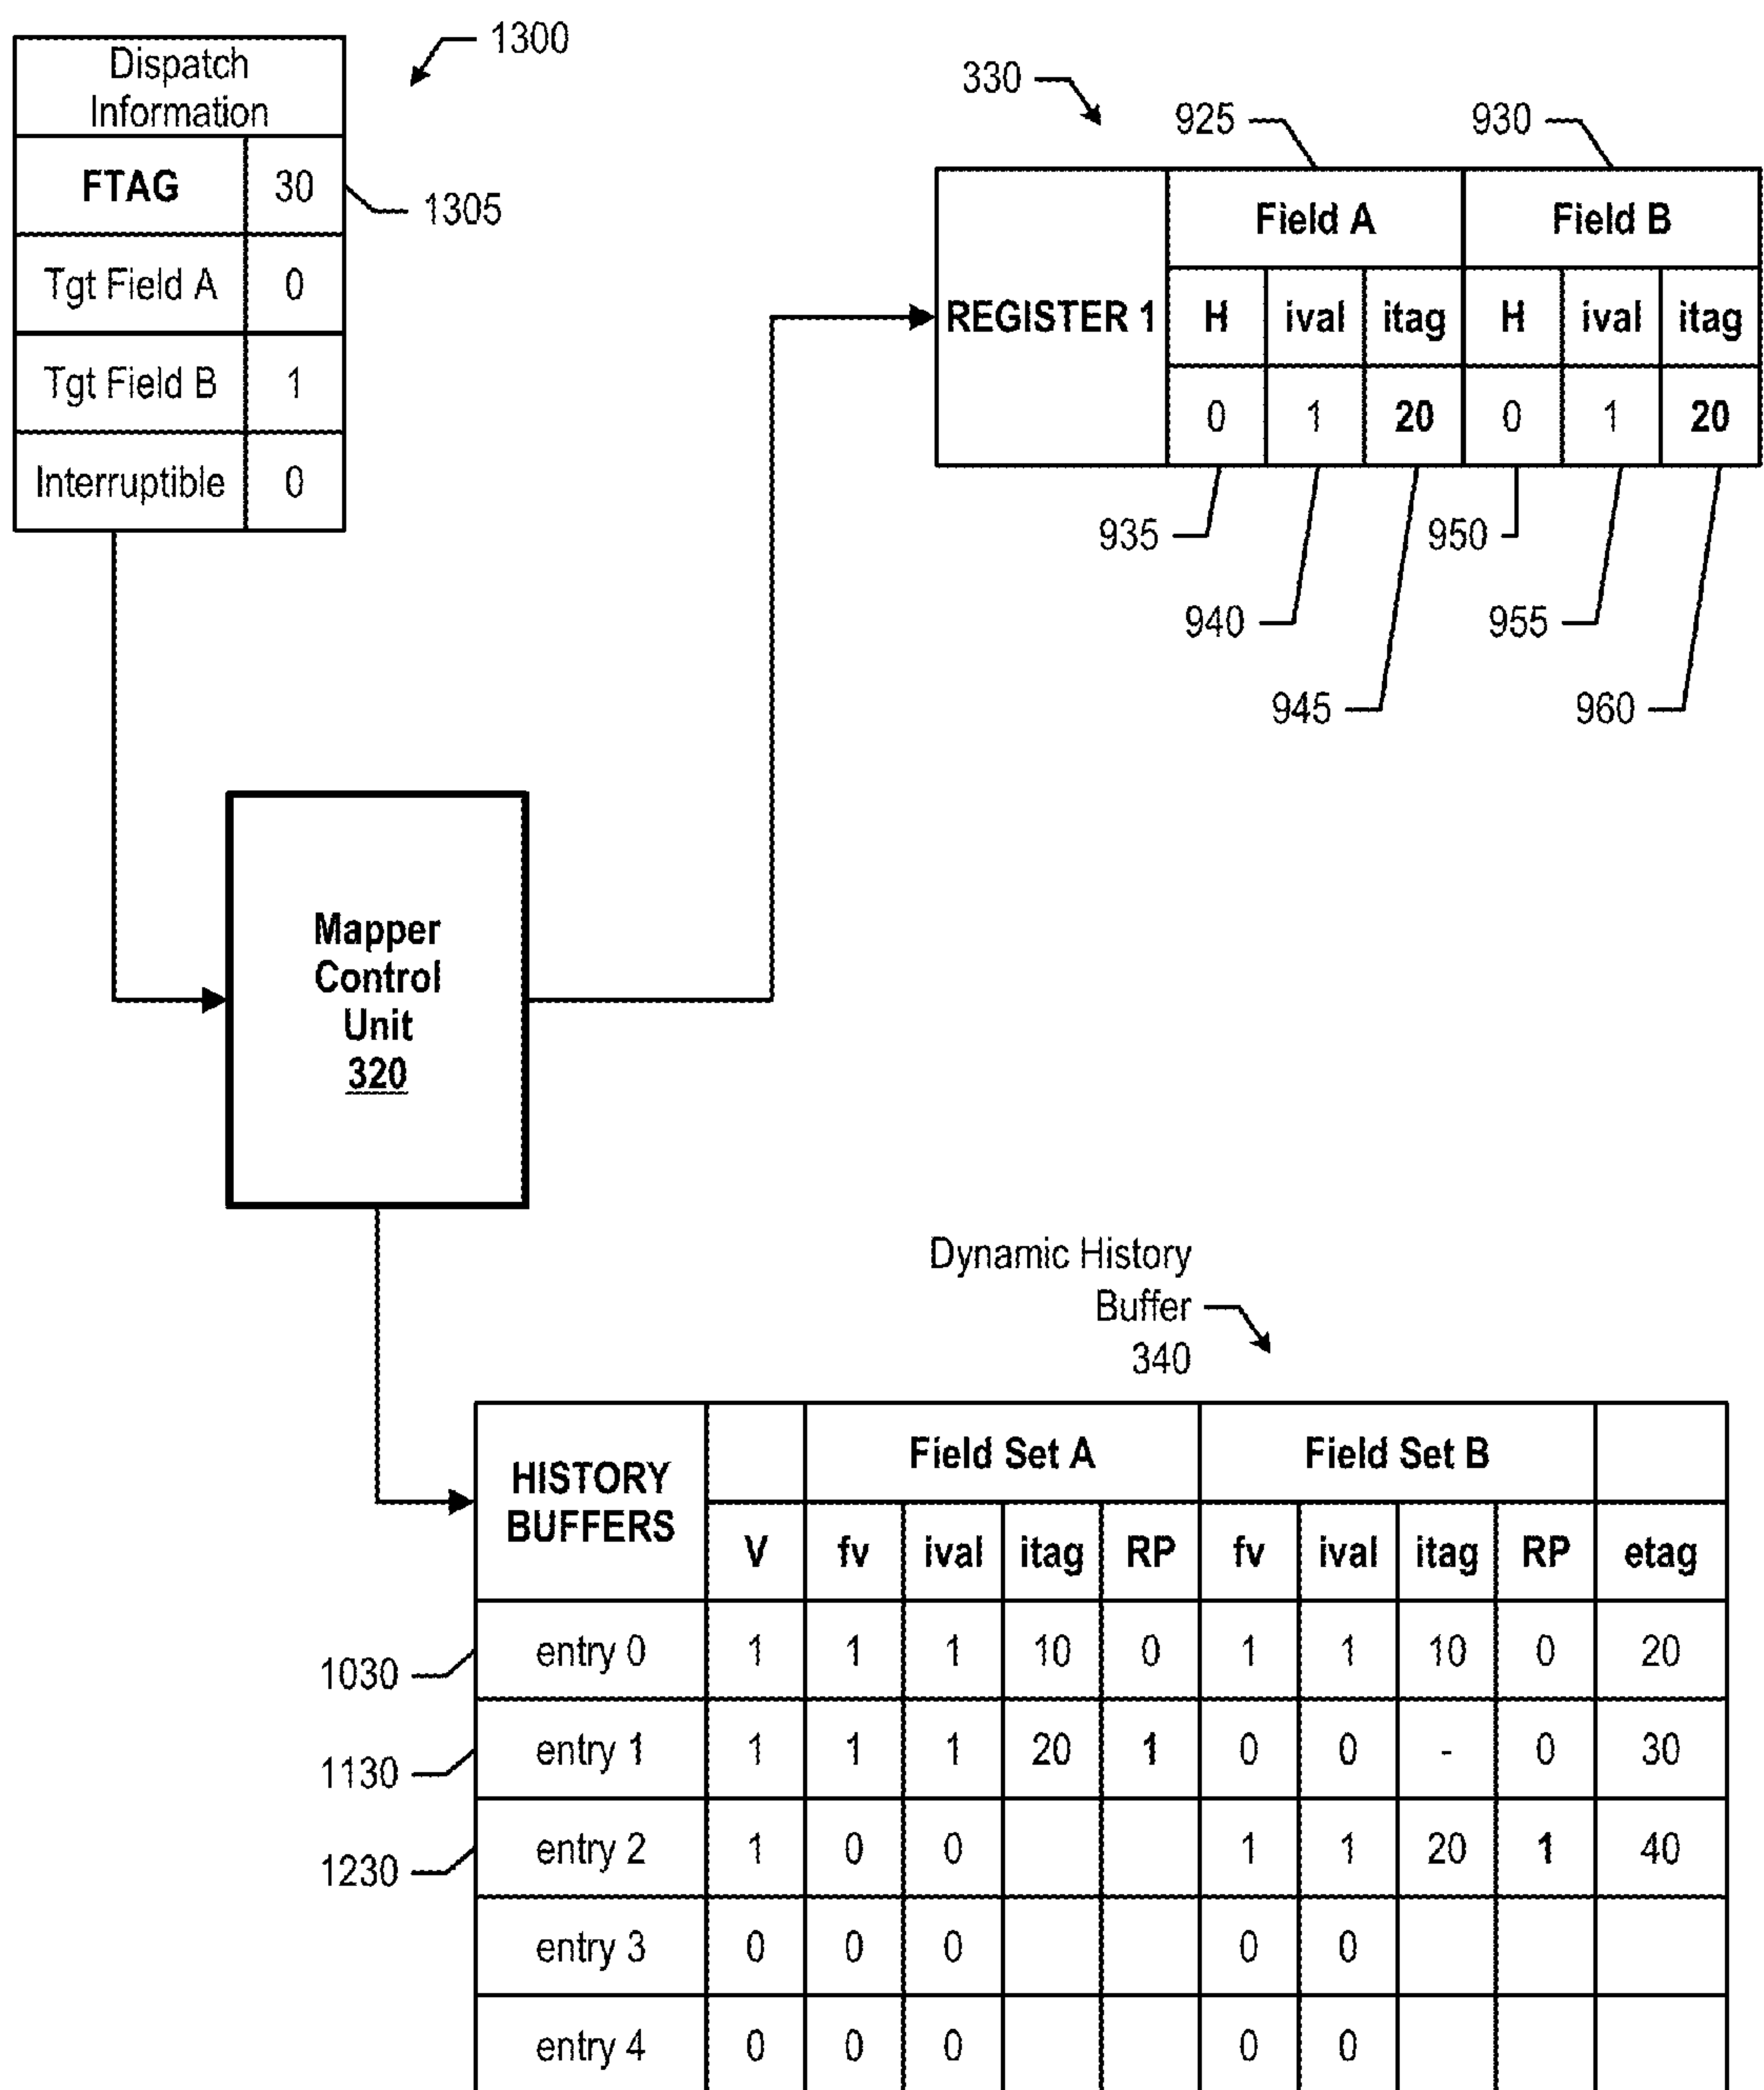 1300
Dispatch
Information
FTAG 30
1305
Tgt Field A 0
Tgt Field B 1
Interruptible 0
330
925
930
REGISTER 1
Field A Field B
H ival itag H ival itag
0 1 20 0 1 20
935
950
940
955
945
960
Mapper
Control
Unit
320
Dynamic History
Buffer
340
HISTORY
BUFFERS
Field Set A Field Set B
V fv ival itag RP fv ival itag RP etag
1030 entry 0 1 1 1 10 0 1 1 10 0 20
1130 entry 1 1 1 1 20 1 0 0 - 0 30
1230 entry 2 1 0 0 1 1 20 1 40
entry 3 0 0 0 0 0
entry 4 0 0 0 0 0